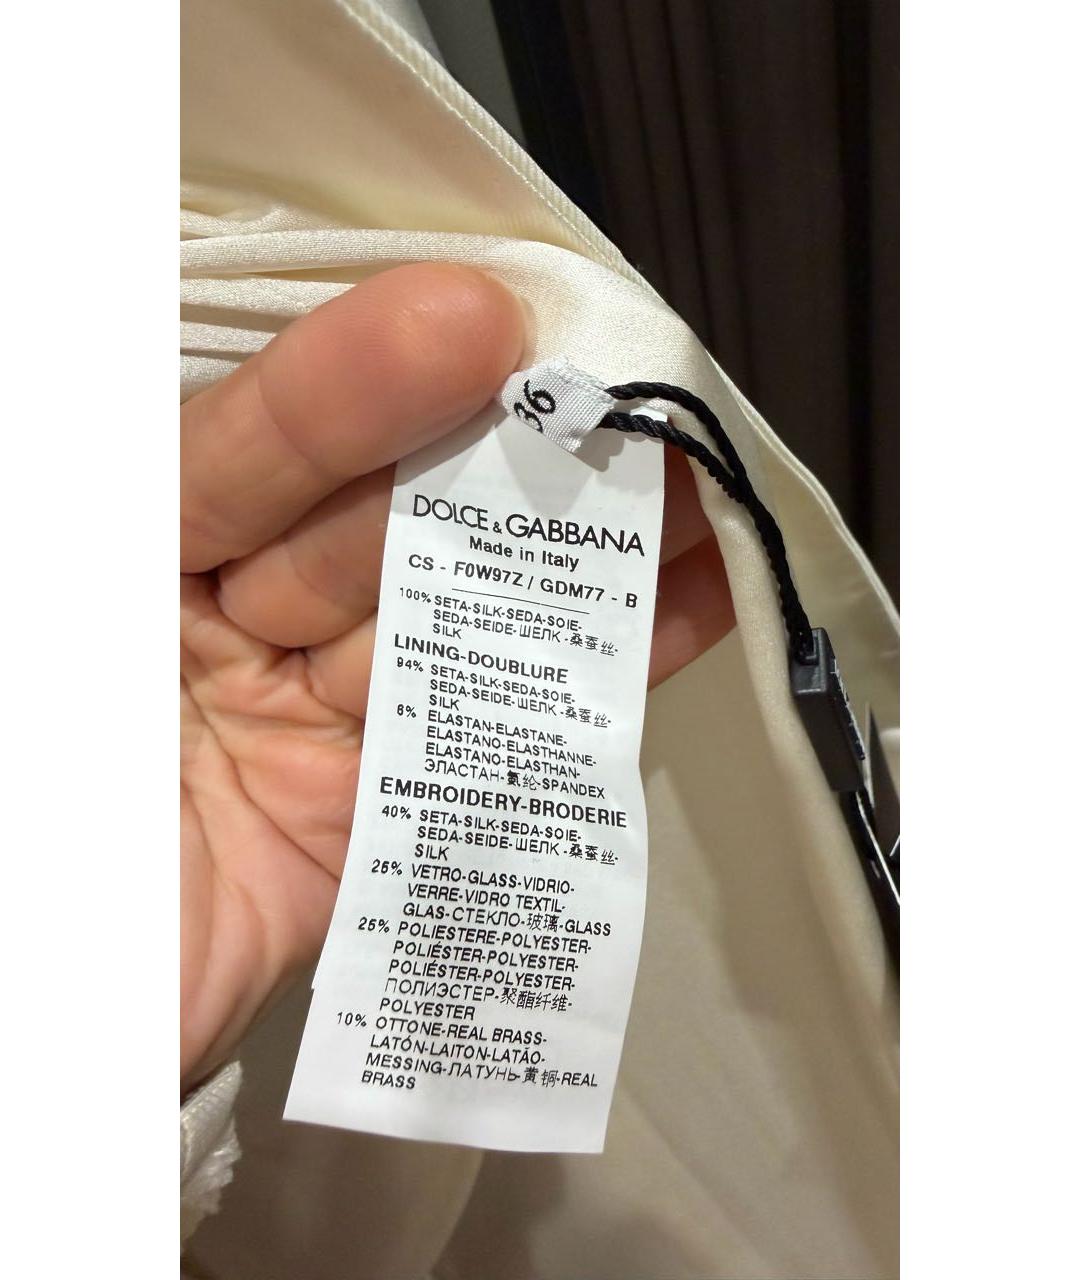 36
DOLCE & GABBANA
Made in Italy
CS - F0W97Z / GDM77 - B
100% SETA-SILK-SEDA-SOIE-
SEDA-SEIDE-ШЕЛК-桑蚕丝-
SILK
LINING-DOUBLURE
94% SETA-SILK-SEDA-SOIE-
SEDA-SEIDE-ШЕЛК-桑蚕丝-
SILK
6% ELASTAN-ELASTANE-
ELASTANO-ELASTHANNE-
ELASTANO-ELASTHAN-
ЭЛАСТАН-氨纶-SPANDEX
EMBROIDERY-BRODERIE
40% SETA-SILK-SEDA-SOIE-
SEDA-SEIDE-ШЕЛК-桑蚕丝-
SILK
25% VETRO-GLASS-VIDRIO-
VERRE-VIDRO TEXTIL-
GLAS-СТЕКЛО-玻璃-GLASS
25% POLIESTERE-POLYESTER-
POLIÉSTER-POLYESTER-
POLIÉSTER-POLYESTER-
ПОЛИЭСТЕР-聚酯纤维-
POLYESTER
10% OTTONE-REAL BRASS-
LATÓN-LAITON-LATÃO-
MESSING-ЛАТУНЬ-黄铜-REAL
BRASS